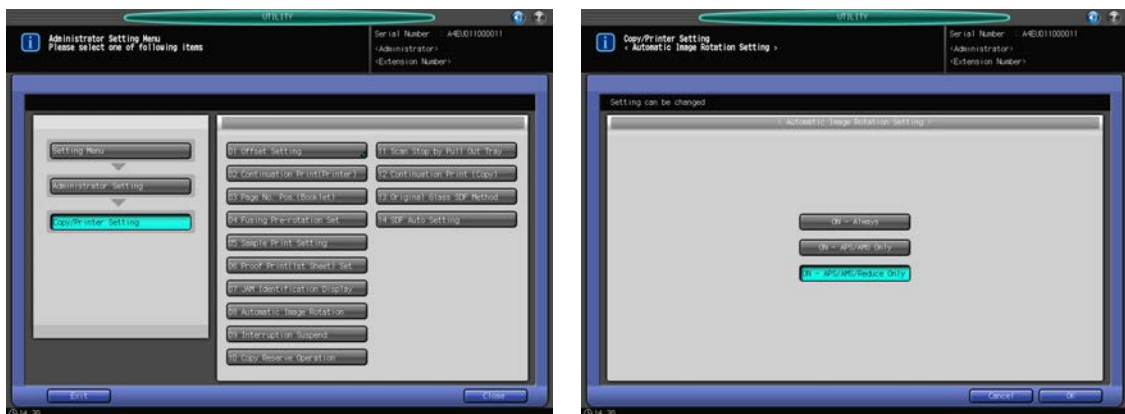 UTILITY
Administrator Setting Menu
Please select one of following items
Serial Number : A4EU011000011
<Administrator>
<Extension Number>
Setting Menu
Administrator Setting
Copy/Printer Setting
01 Offset Setting
02 Continuation Print(Printer)
03 Page No. Pos.(Booklet)
04 Fusing Pre-rotation Set
05 Sample Print Setting
06 Proof Print(1st Sheet) Set
07 JAM Identification Display
08 Automatic Image Rotation
09 Interruption Suspend
10 Copy Reserve Operation
11 Scan Stop by Pull Out Tray
12 Continuation Print (Copy)
13 Original Glass SDF Method
14 SDF Auto Setting
Exit
Close
14:30
UTILITY
Copy/Printer Setting
< Automatic Image Rotation Setting >
Serial Number : A4EU011000011
<Administrator>
<Extension Number>
Setting can be changed
< Automatic Image Rotation Setting >
ON - Always
ON - APS/AMS Only
ON - APS/AMS/Reduce Only
Cancel
OK
14:30